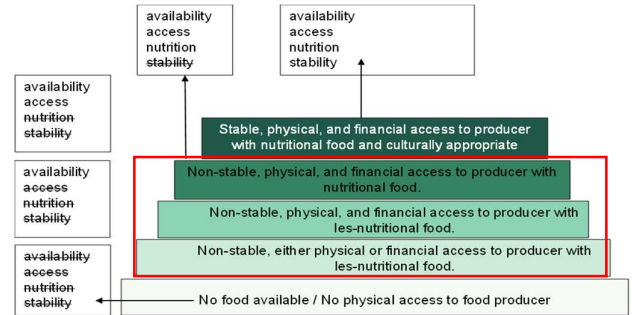 availability
access
nutrition
stability
availability
access
nutrition
stability
availability
access
nutrition
stability
Stable, physical, and financial access to producer
with nutritional food and culturally appropriate
availability
access
nutrition
stability
Non-stable, physical, and financial access to producer with
nutritional food.
Non-stable, physical, and financial access to producer with
les-nutritional food.
availability
access
nutrition
stability
Non-stable, either physical or financial access to producer with
les-nutritional food.
No food available / No physical access to food producer